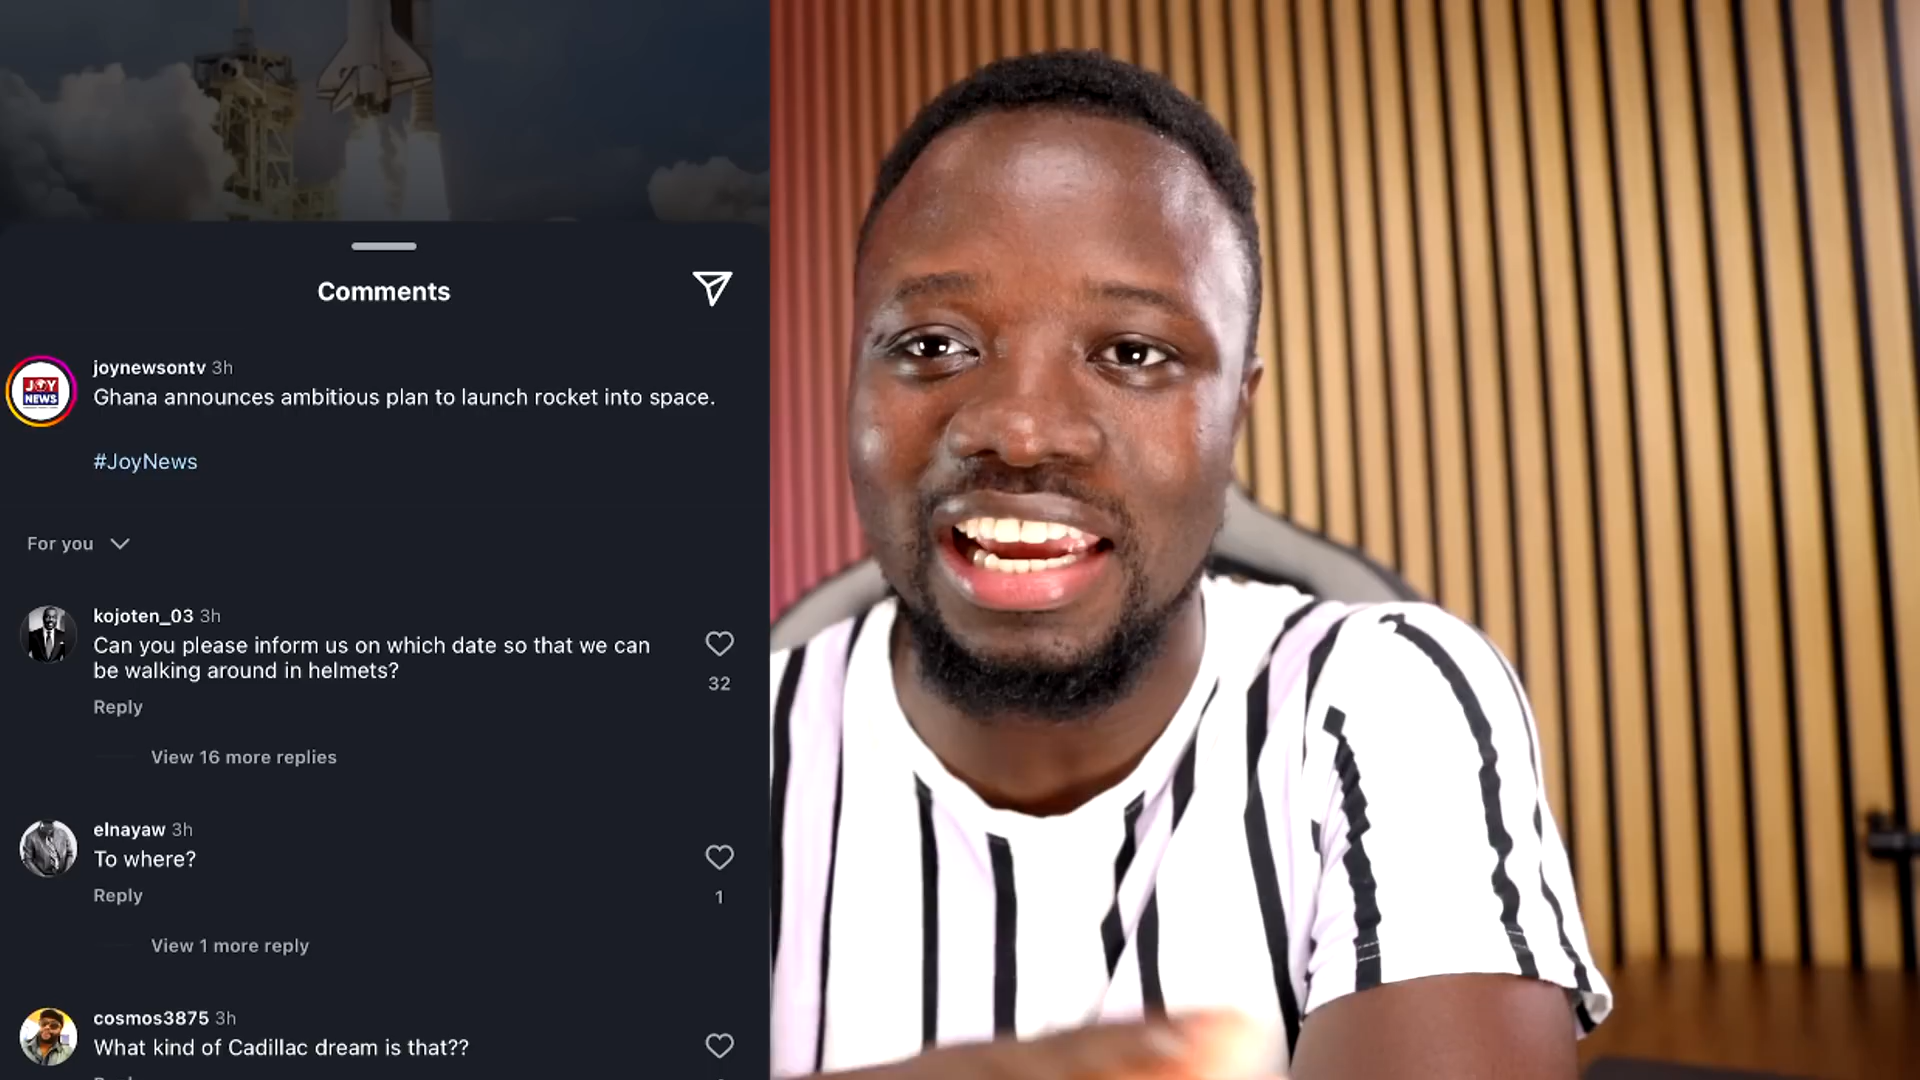 Comments
joynewsontv 3h
Ghana announces ambitious plan to launch rocket into space.
JOY
NEWS
#JoyNews
For you
kojoten_03 3h
Can you please inform us on which date so that we can
be walking around in helmets?
32
Reply
View 16 more replies
elnayaw 3h
To where?
1
Reply
View 1 more reply
cosmos3875 3h
What kind of Cadillac dream is that??